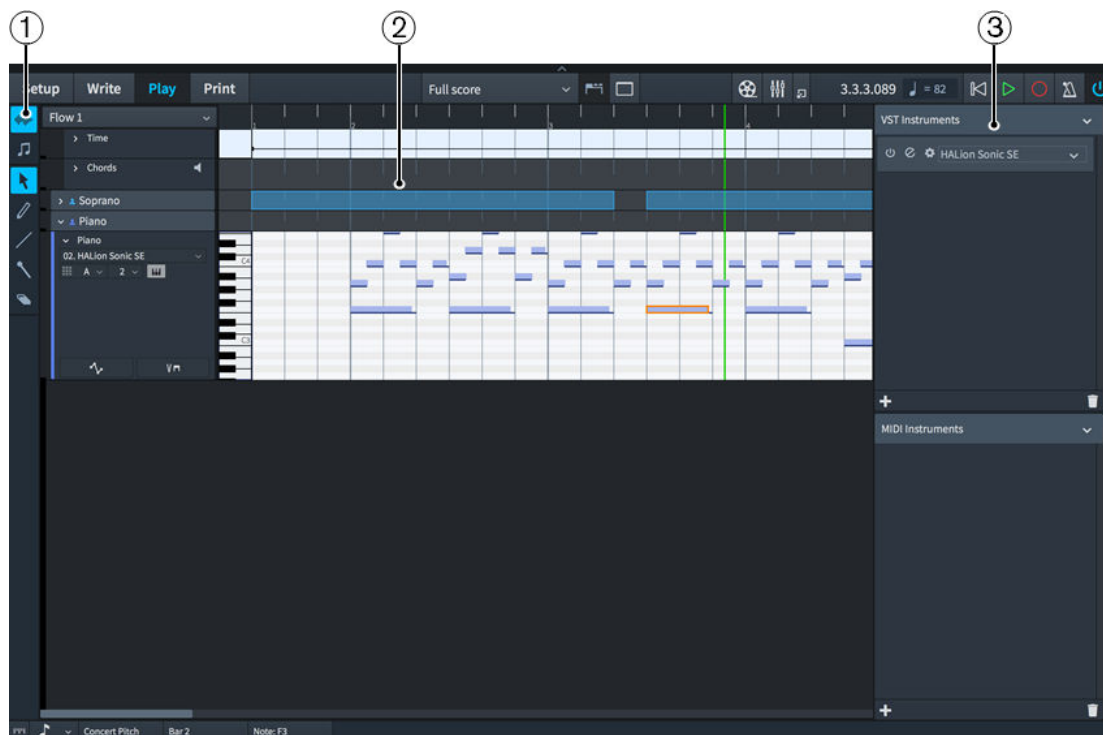 1 2 3
Setup Write Play Print Full score 3.3.3.089 = 82
Flow 1 1 2 3 4 VST Instruments
Time
HALion Sonic SE
Chords
Soprano
Piano
Piano
02. HALion Sonic SE C4
A 2
C3
MIDI Instruments
Concert Pitch Bar 2 Note: F3